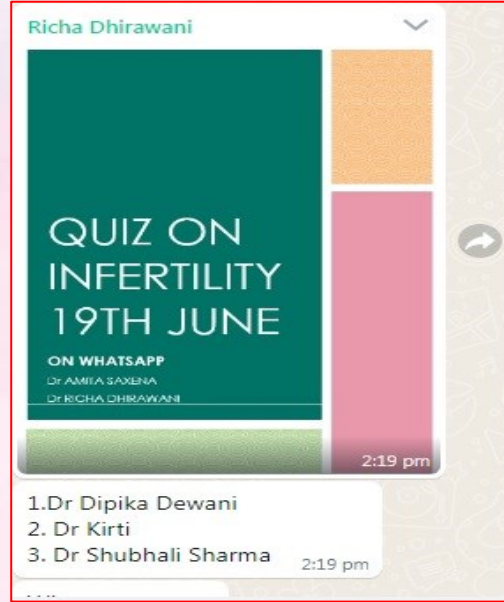 Richa Dhirawani
QUIZ ON
INFERTILITY
19TH JUNE
ON WHATSAPP
Dr AMITA SAXENA
Dr RICHA DHIRAWANI
2:19 pm
1.Dr Dipika Dewani
2. Dr Kirti
3. Dr Shubhali Sharma
2:19 pm